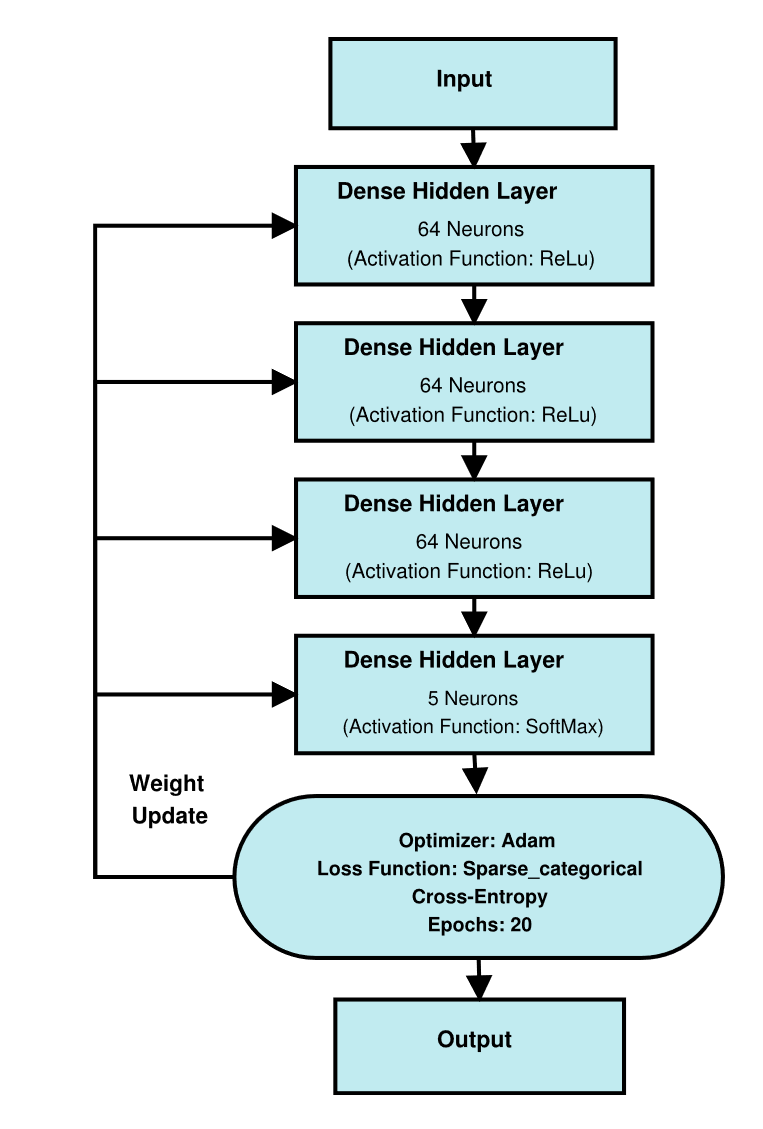 Input
Dense Hidden Layer
64 Neurons
(Activation Function: ReLu)
Dense Hidden Layer
64 Neurons
(Activation Function: ReLu)
Dense Hidden Layer
64 Neurons
(Activation Function: ReLu)
Dense Hidden Layer
5 Neurons
(Activation Function: SoftMax)
Weight
Update
Optimizer: Adam
Loss Function: Sparse_categorical
Cross-Entropy
Epochs: 20
Output